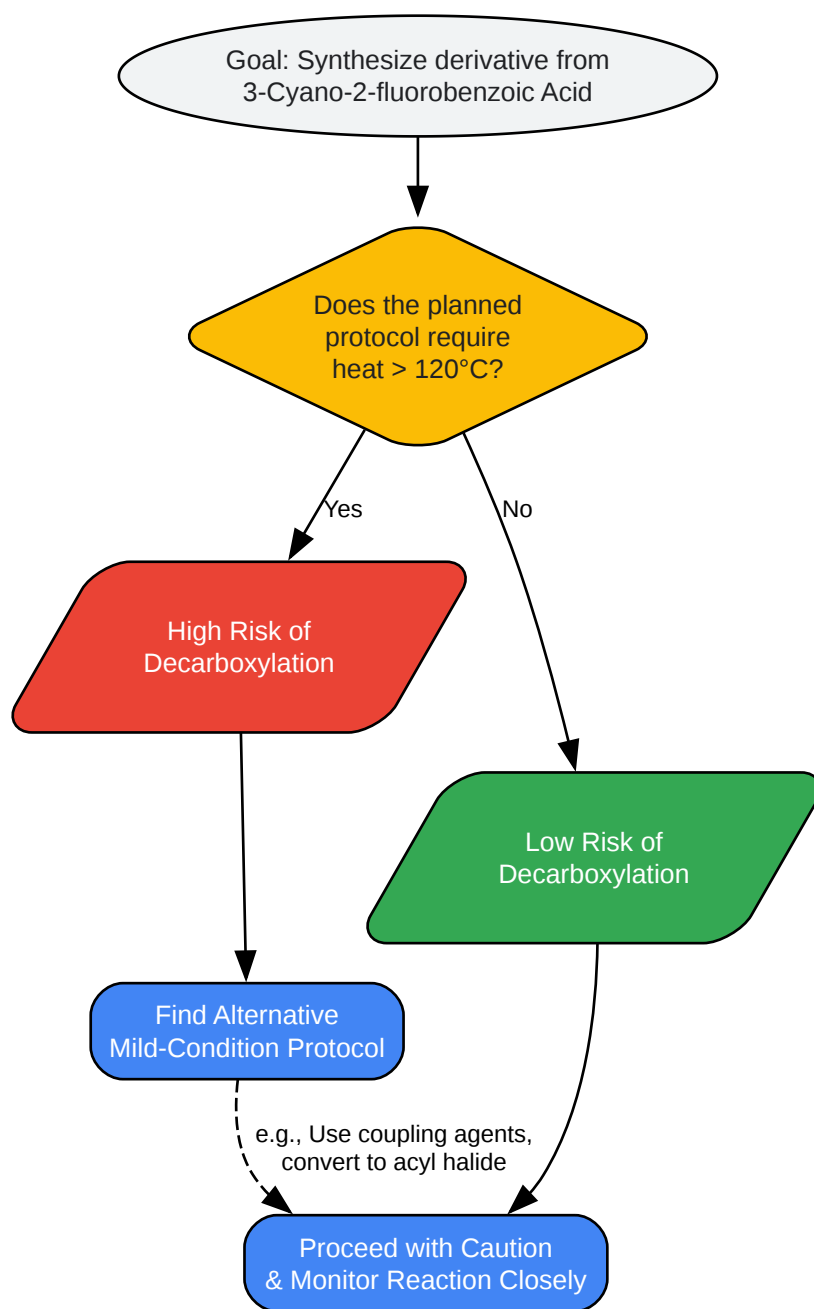 Goal: Synthesize derivative from
3-Cyano-2-fluorobenzoic Acid
Does the planned
protocol require
heat > 120°C?
Yes
No
High Risk of
Decarboxylation
Low Risk of
Decarboxylation
Find Alternative
Mild-Condition Protocol
e.g., Use coupling agents,
convert to acyl halide
Proceed with Caution
& Monitor Reaction Closely